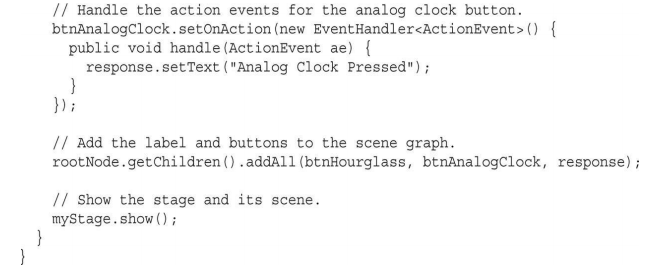 // Handle the action events for the analog clock button.
btnAnalogClock.setOnAction(new EventHandler<ActionEvent>() {
public void handle(ActionEvent ae) {
response.setText("Analog Clock Pressed");
}
});
// Add the label and buttons to the scene graph.
rootNode.getChildren().addAll(btnHourglass, btnAnalogClock, response);
// Show the stage and its scene.
myStage.show();
}
}